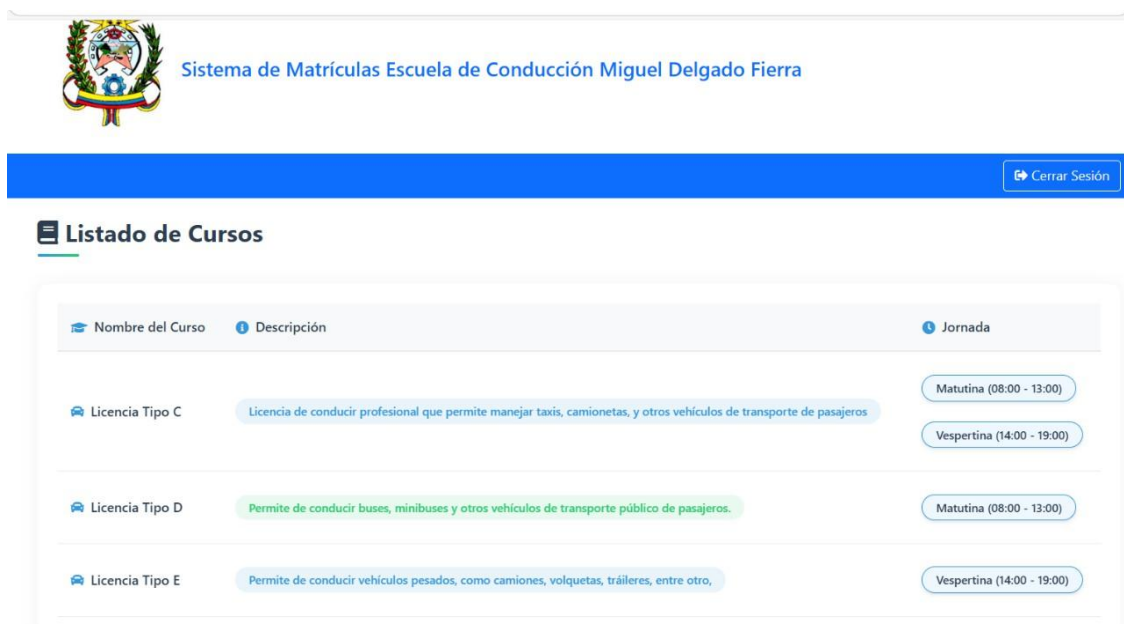 Sistema de Matrículas Escuela de Conducción Miguel Delgado Fierra
Cerrar Sesión
Listado de Cursos
Nombre del Curso Descripción Jornada
Licencia Tipo C Licencia de conducir profesional que permite manejar taxis, camionetas, y otros vehículos de transporte de pasajeros Matutina (08:00 - 13:00)
Vespertina (14:00 - 19:00)
Licencia Tipo D Permite de conducir buses, minibuses y otros vehículos de transporte público de pasajeros. Matutina (08:00 - 13:00)
Licencia Tipo E Permite de conducir vehículos pesados, como camiones, volquetas, tráileres, entre otro, Vespertina (14:00 - 19:00)